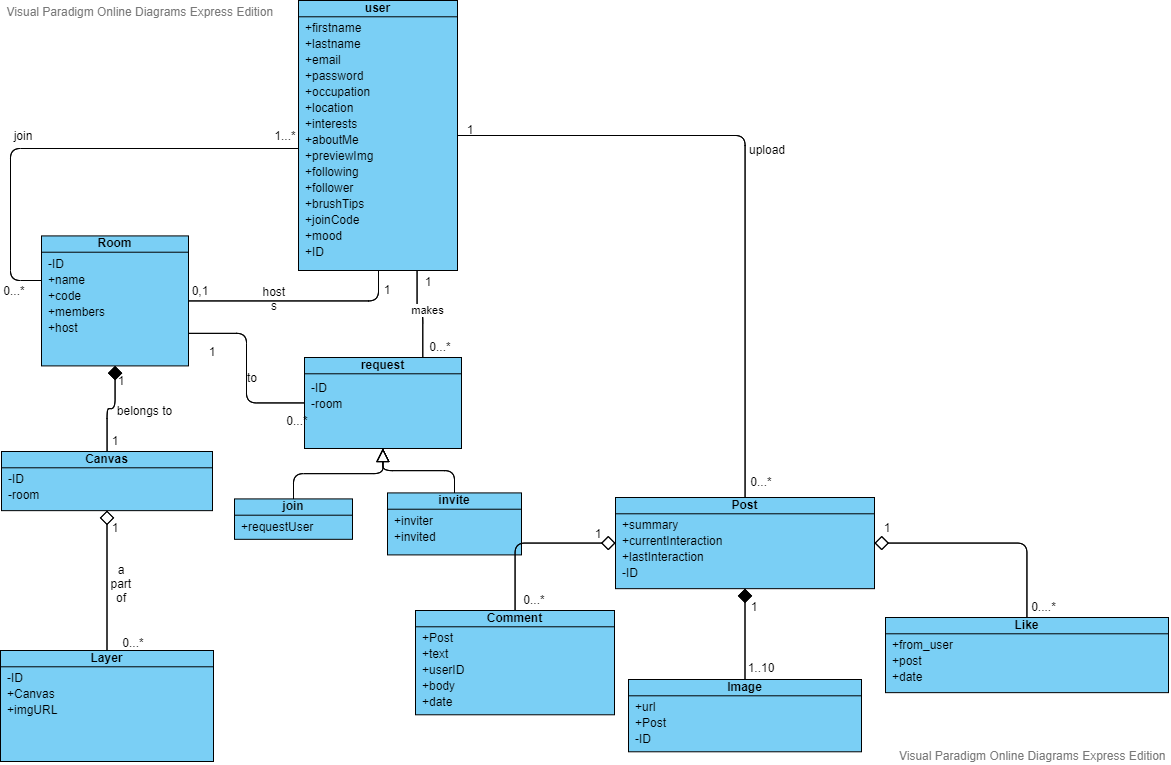 Visual Paradigm Online Diagrams Express Edition
user
+firstname
+lastname
+email
+password
+occupation
+location
+interests
+aboutMe
+previewImg
+following
+follower
+brushTips
+joinCode
+mood
+ID
join
1...*
0...*
1
upload
0...*
Room
-ID
+name
+code
+members
+host
0,1
host
s
1
1
makes
0...*
1
to
0...*
request
-ID
-room
1
belongs to
1
Canvas
-ID
-room
1
a
part
of
0...*
Layer
-ID
+Canvas
+imgURL
join
+requestUser
invite
+inviter
+invited
Post
+summary
+currentInteraction
+lastInteraction
-ID
1
0...*
Comment
+Post
+text
+userID
+body
+date
1
1..10
Image
+url
+Post
-ID
1
0....*
Like
+from_user
+post
+date
Visual Paradigm Online Diagrams Express Edition